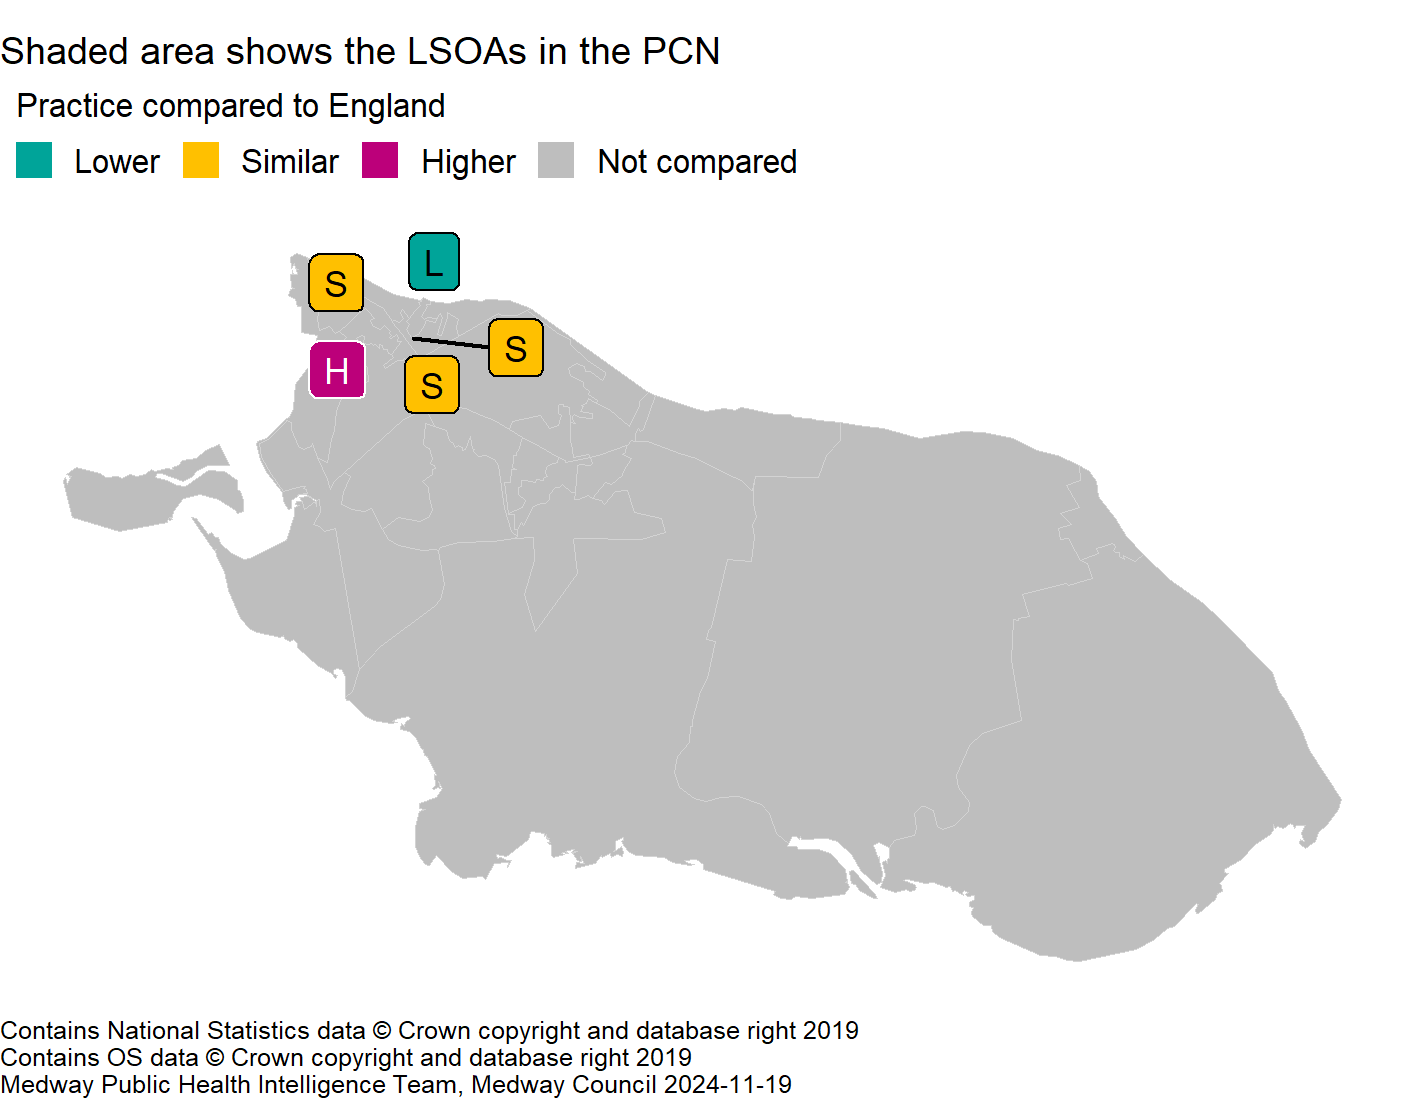 Shaded area shows the LSOAs in the PCN
Practice compared to England
Lower Similar Higher Not compared
L
S
S
H
S
Contains National Statistics data © Crown copyright and database right 2019
Contains OS data © Crown copyright and database right 2019
Medway Public Health Intelligence Team, Medway Council 2024-11-19